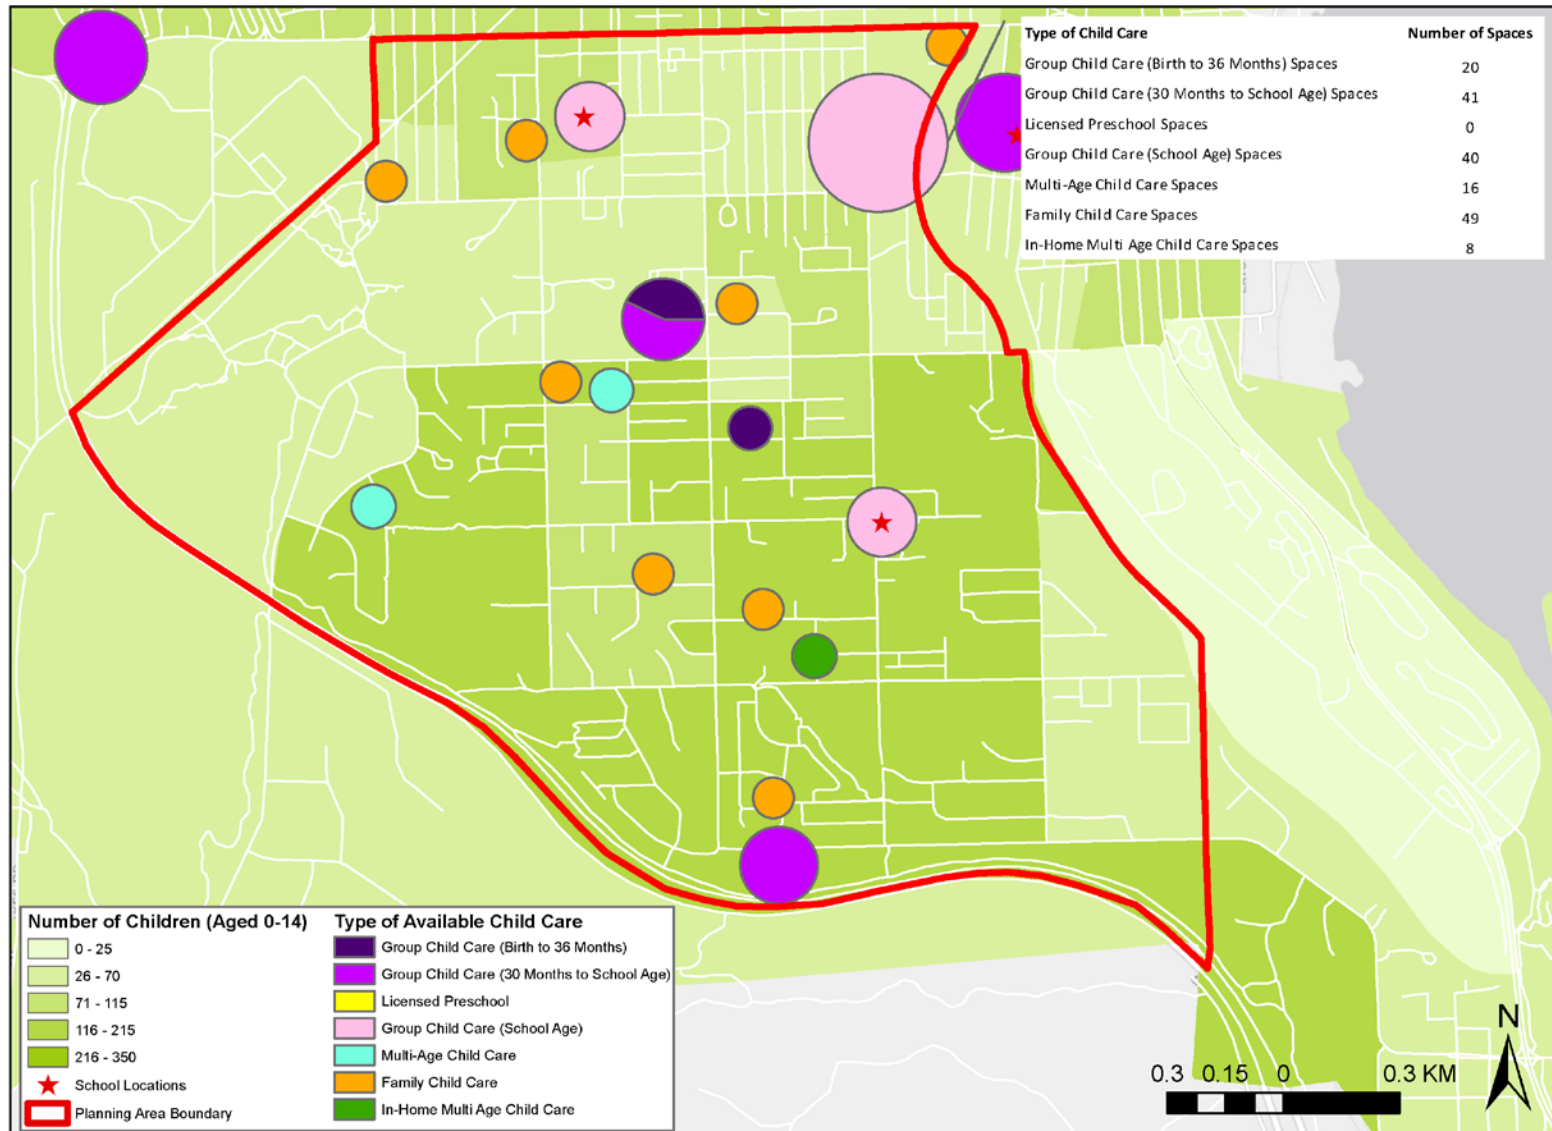 Type of Child Care Number of Spaces
Group Child Care (Birth to 36 Months) Spaces 20
Group Child Care (30 Months to School Age) Spaces 41
Licensed Preschool Spaces 0
Group Child Care (School Age) Spaces 40
Multi-Age Child Care Spaces 16
Family Child Care Spaces 49
In-Home Multi Age Child Care Spaces 8
Number of Children (Aged 0-14)
0 - 25
26 - 70
71 - 115
116 - 215
216 - 350
School Locations
Planning Area Boundary
Type of Available Child Care
Group Child Care (Birth to 36 Months)
Group Child Care (30 Months to School Age)
Licensed Preschool
Group Child Care (School Age)
Multi-Age Child Care
Family Child Care
In-Home Multi Age Child Care
N
0.3 0.15 0 0.3 KM